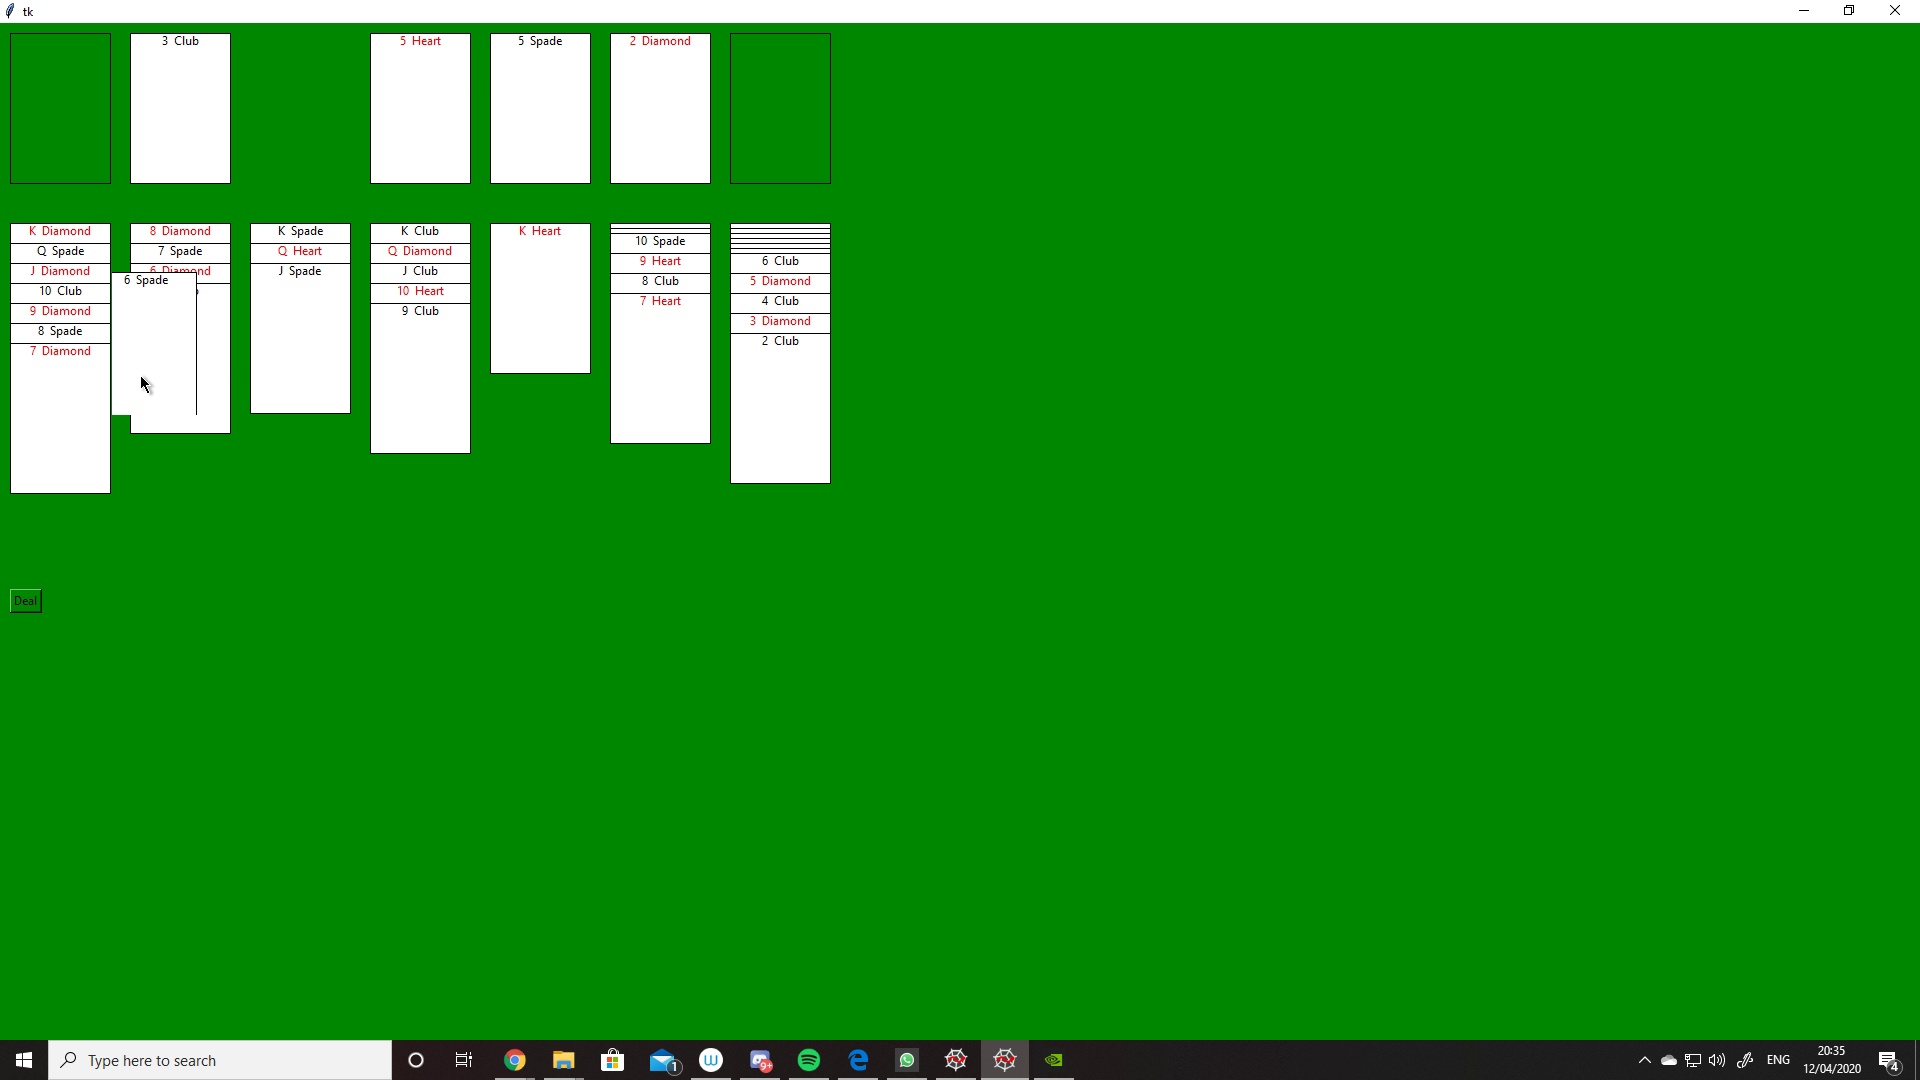 tk
3 Club
5 Heart
5 Spade
2 Diamond
K Diamond
Q Spade
J Diamond
10 Club
9 Diamond
8 Spade
7 Diamond
8 Diamond
7 Spade
6 Diamond
6 Spade
K Spade
Q Heart
J Spade
K Club
Q Diamond
J Club
10 Heart
9 Club
K Heart
10 Spade
9 Heart
8 Club
7 Heart
6 Club
5 Diamond
4 Club
3 Diamond
2 Club
Deal
Type here to search
1
W
9+
ENG
20:35
12/04/2020
4